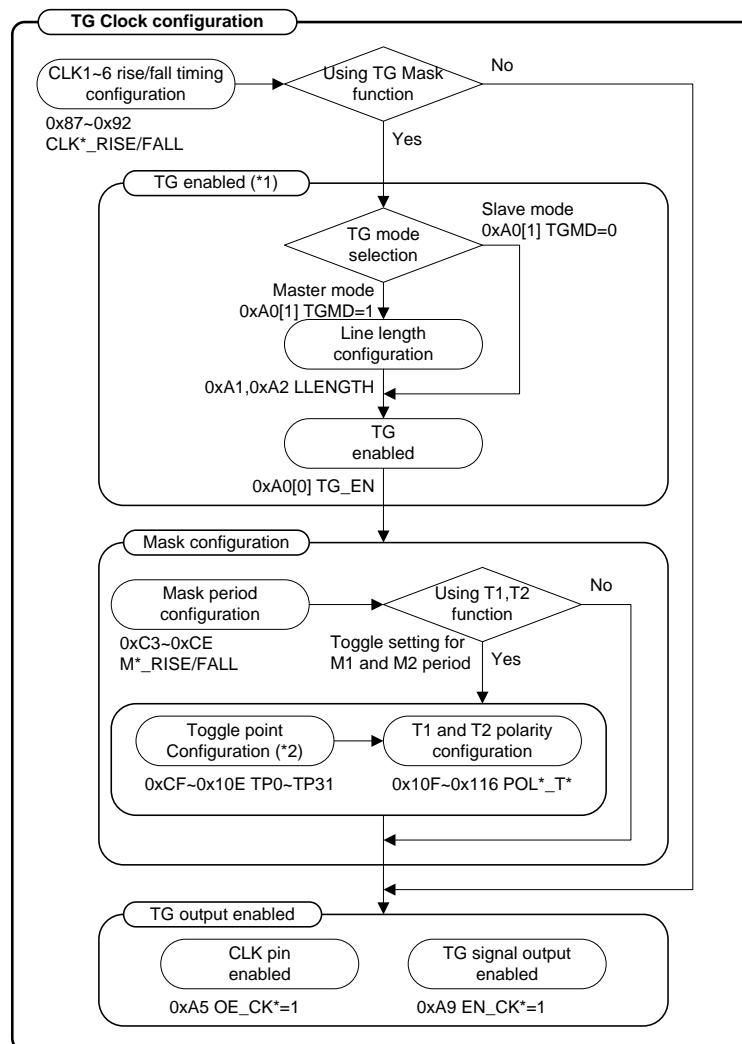 TG Clock configuration
CLK1~6 rise/fall timing
configuration
0x87~0x92
CLK*_RISE/FALL
Using TG Mask
function
No
Yes
TG enabled (*1)
TG mode
selection
Slave mode
0xA0[1] TGMD=0
Master mode
0xA0[1] TGMD=1
Line length
configuration
0xA1,0xA2 LLENGTH
TG
enabled
0xA0[0] TG_EN
Mask configuration
Mask period
configuration
0xC3~0xCE
M*_RISE/FALL
Using T1,T2
function
No
Toggle setting for
M1 and M2 period
Yes
Toggle point
Configuration (*2)
0xCF~0x10E TP0~TP31
T1 and T2 polarity
configuration
0x10F~0x116 POL*_T*
TG output enabled
CLK pin
enabled
0xA5 OE_CK*=1
TG signal output
enabled
0xA9 EN_CK*=1